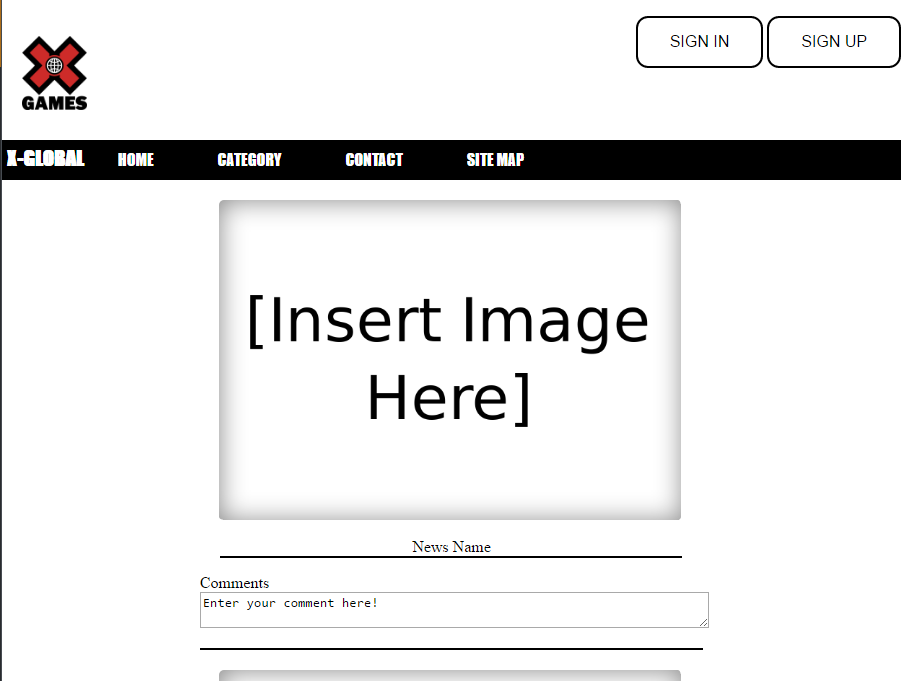 SIGN IN SIGN UP
GAMES
X-GLOBAL HOME CATEGORY CONTACT SITE MAP
[Insert Image
Here]
News Name
Comments
Enter your comment here!